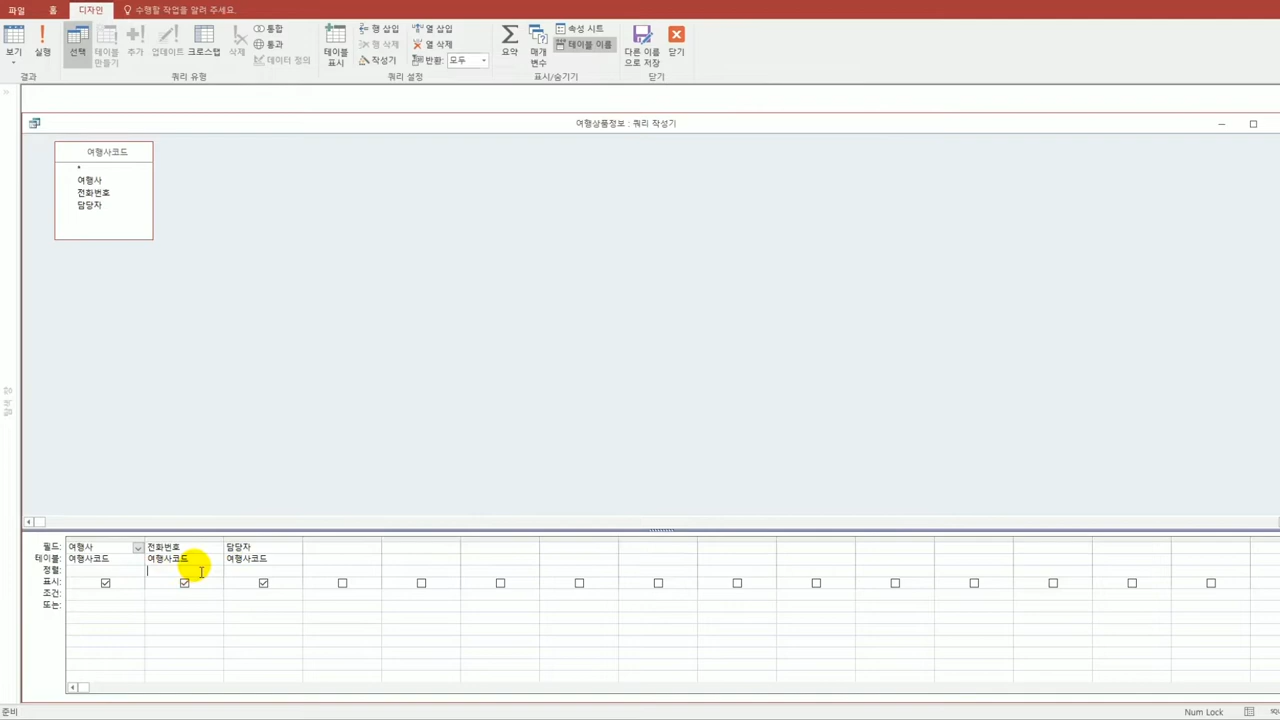 파일 홈 디자인 수행할 작업을 알려 주세요.
보기 실행 선택 테이블 만들기 추가 업데이트 크로스탭 삭제 통합 통과 데이터 정의 테이블 표시 행 삽입 행 삭제 작성기 열 삽입 열 삭제 반환: 모두 요약 매개 변수 속성 시트 테이블 이름 다른 이름으로 저장 닫기
결과 쿼리 유형 쿼리 설정 표시/숨기기 닫기
여행상품정보 : 쿼리 작성기
여행사코드
*
여행사
전화번호
담당자
필드: 여행사 전화번호 담당자
테이블: 여행사코드 여행사코드 여행사코드
정렬:
표시:
조건:
또는:
준비 Num Lock